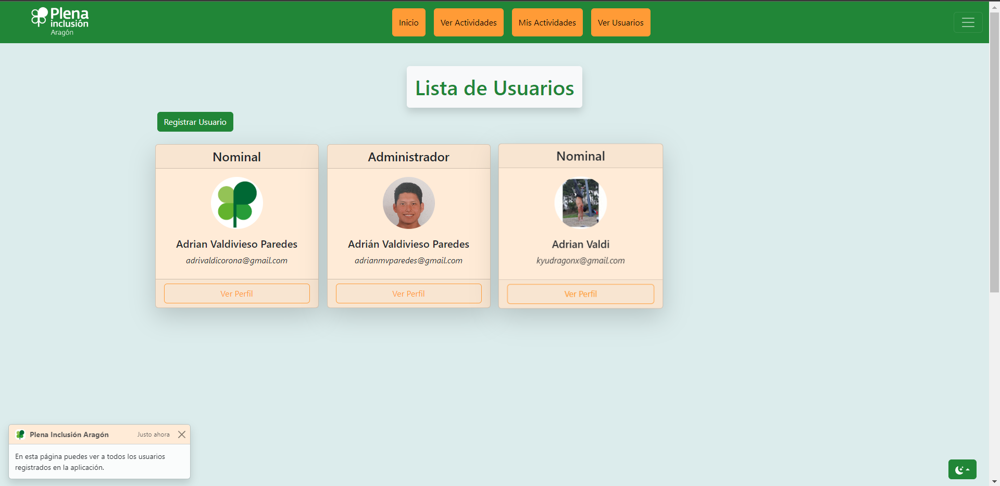 Plena
inclusión
Aragón
Inicio
Ver Actividades
Mis Actividades
Ver Usuarios
Lista de Usuarios
Registrar Usuario
Nominal
Adrian Valdivieso Paredes
adrivaldicorona@gmail.com
Ver Perfil
Administrador
Adrián Valdivieso Paredes
adrianmvparedes@gmail.com
Ver Perfil
Nominal
Adrian Valdi
kyudragonx@gmail.com
Ver Perfil
Plena Inclusión Aragón
Justo ahora
En esta página puedes ver a todos los usuarios
registrados en la aplicación.